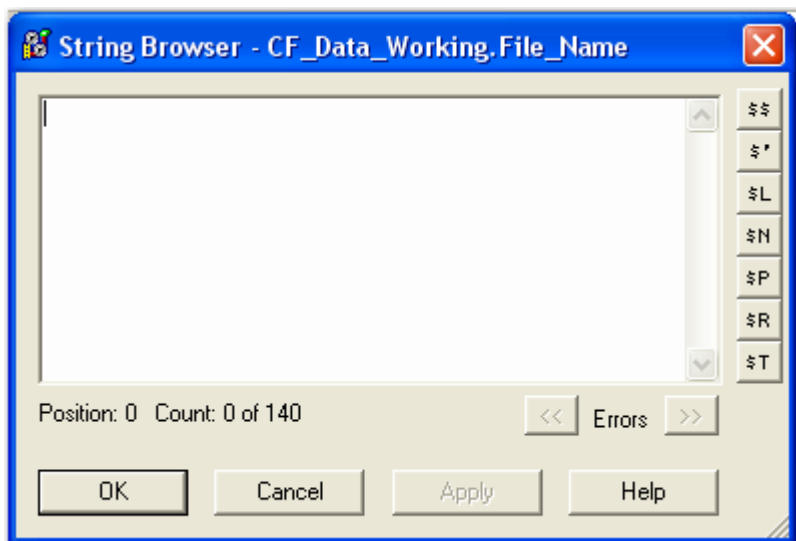 String Browser - CF_Data_Working.File_Name
$$
$'
$L
$N
$P
$R
$T
Position: 0 Count: 0 of 140
<< Errors >>
OK Cancel Apply Help